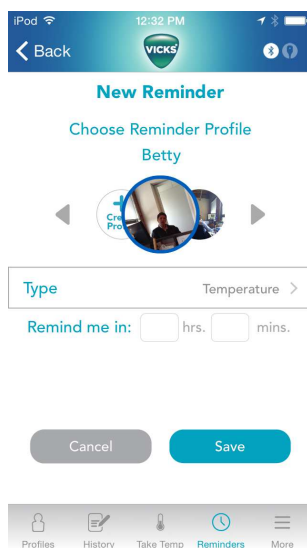 iPod 12:32 PM
Back VICKS
New Reminder
Choose Reminder Profile
Betty
Type Temperature
Remind me in: hrs. mins.
Cancel Save
Profiles History Take Temp Reminders More